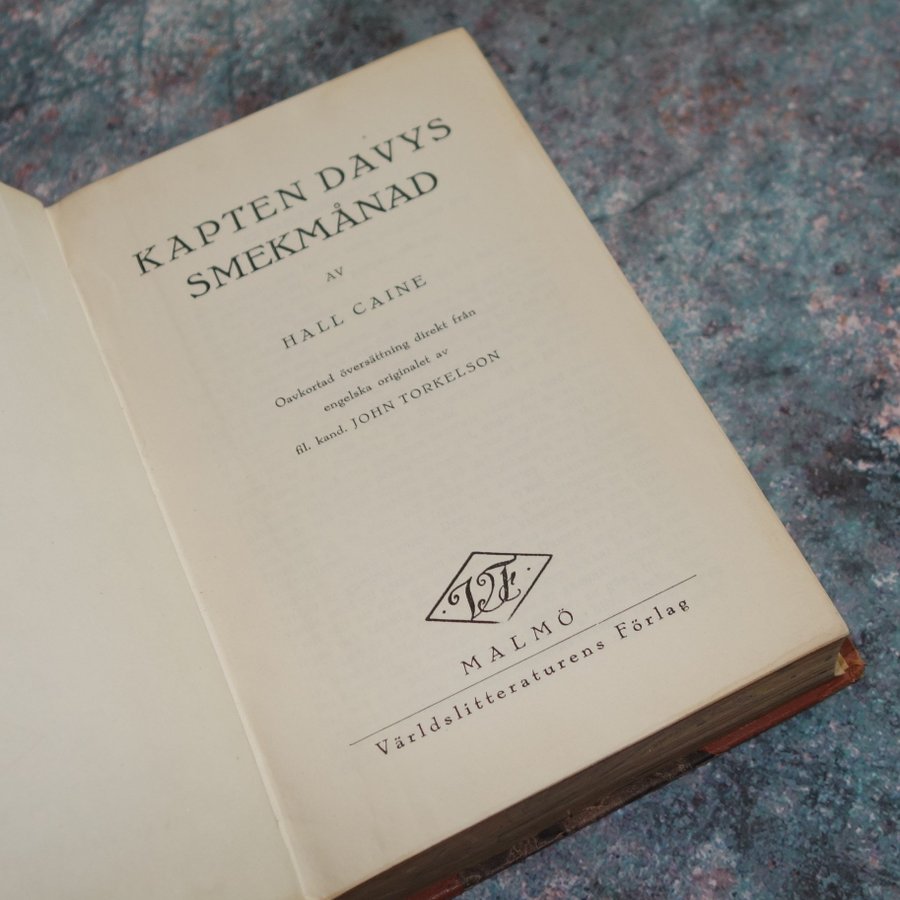 KAPTEN DAVYS
SMEKMÅNAD
AV
HALL CAINE
Oavkortad översättning direkt från
engelska originalet av
fil. kand. JOHN TORKELSON
VLF
MALMÖ
Världslitteraturens Förlag